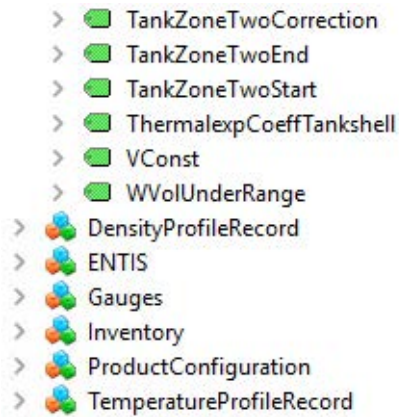 TankZoneTwoCorrection
TankZoneTwoEnd
TankZoneTwoStart
ThermalexpCoeffTankshell
VConst
WVolUnderRange
DensityProfileRecord
ENTIS
Gauges
Inventory
ProductConfiguration
TemperatureProfileRecord